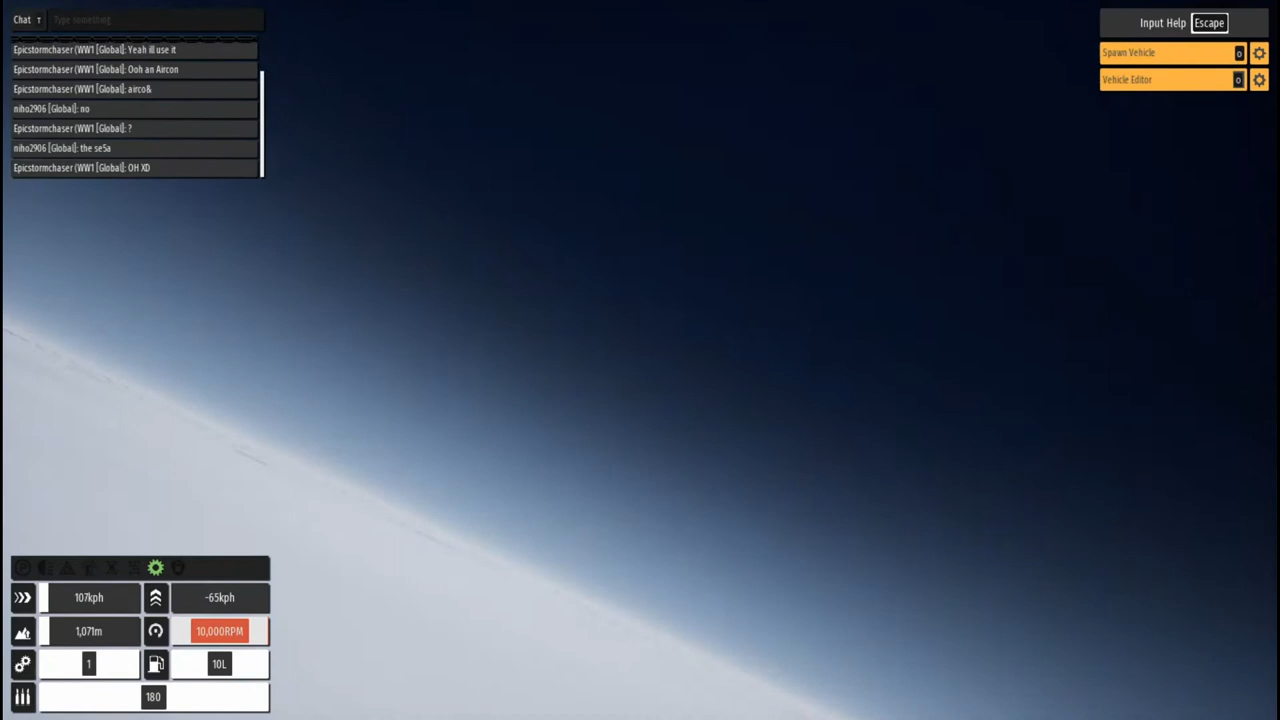 Chat T Type something
Epicstormchaser (WW1 [Global]: Yeah ill use it
Epicstormchaser (WW1 [Global]: Ooh an Aircon
Epicstormchaser (WW1 [Global]: airco&
niho2906 [Global]: no
Epicstormchaser (WW1 [Global]: ?
niho2906 [Global]: the se5a
Epicstormchaser (WW1 [Global]: OH XD
Input Help Escape
Spawn Vehicle
Vehicle Editor
107kph -65kph
1,071m 10,000RPM
1 10L
180